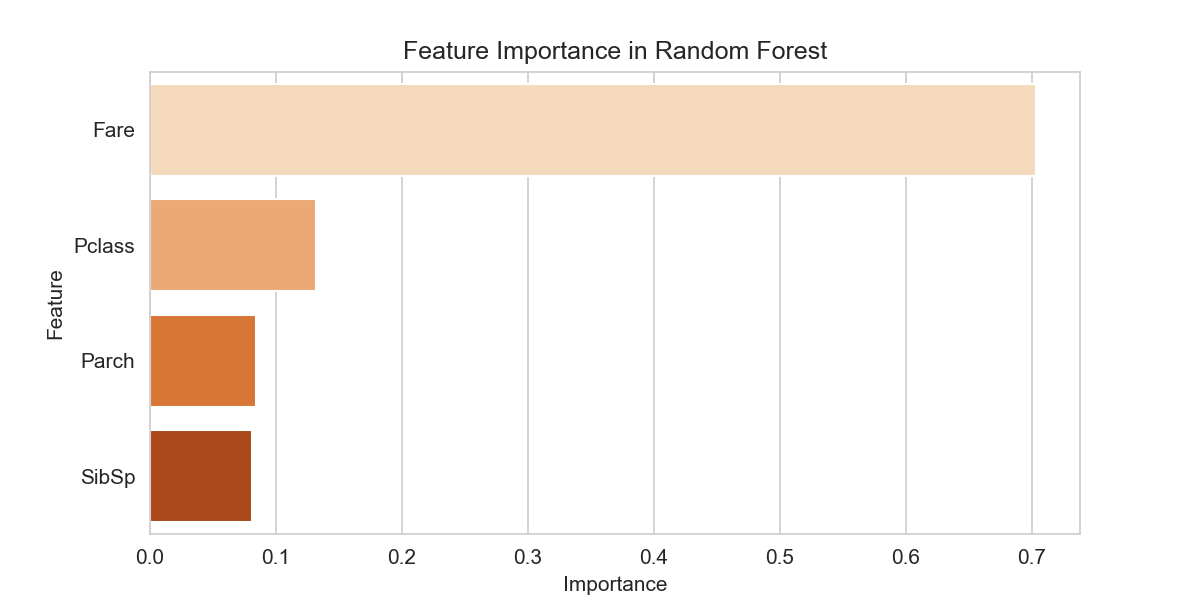 Feature Importance in Random Forest
Feature
Fare
Pclass
Parch
SibSp
0.0 0.1 0.2 0.3 0.4 0.5 0.6 0.7
Importance